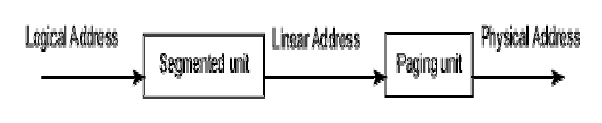 Logical Address
Segmented unit
Linear Address
Paging unit
Physical Address